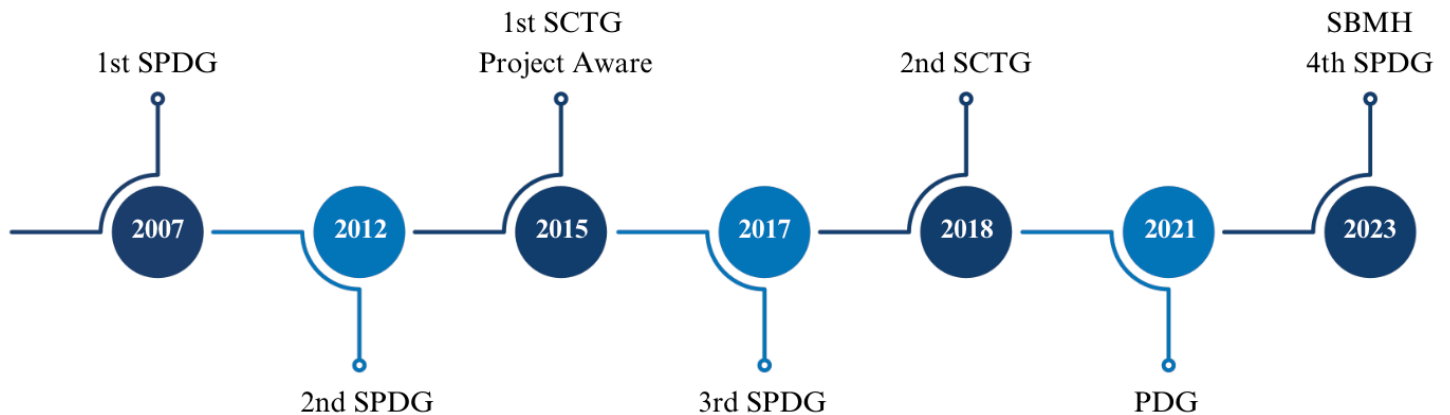 1st SPDG
2007
2nd SPDG
2012
1st SCTG
Project Aware
2015
3rd SPDG
2017
2nd SCTG
2018
PDG
2021
SBMH
4th SPDG
2023